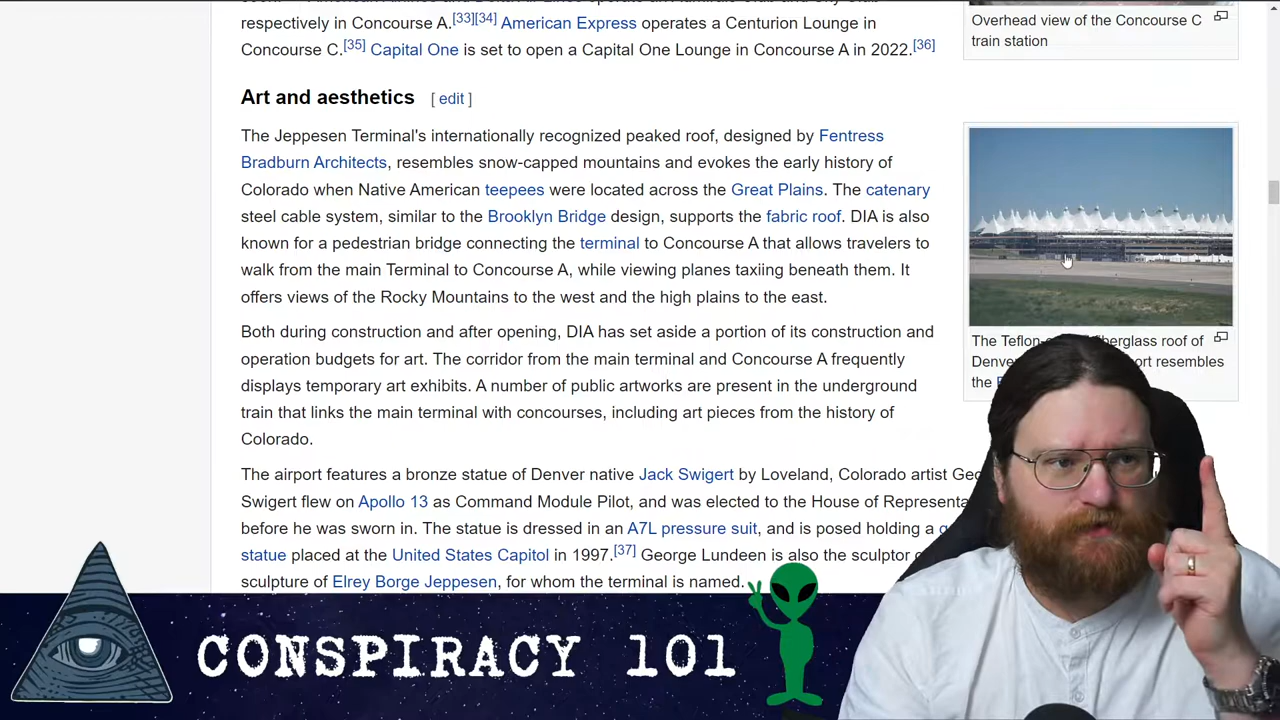 respectively in Concourse A.[33][34] American Express operates a Centurion Lounge in
Concourse C.[35] Capital One is set to open a Capital One Lounge in Concourse A in 2022.[36]
Overhead view of the Concourse C
train station
Art and aesthetics [ edit ]
The Jeppesen Terminal's internationally recognized peaked roof, designed by Fentress
Bradburn Architects, resembles snow-capped mountains and evokes the early history of
Colorado when Native American teepees were located across the Great Plains. The catenary
steel cable system, similar to the Brooklyn Bridge design, supports the fabric roof. DIA is also
known for a pedestrian bridge connecting the terminal to Concourse A that allows travelers to
walk from the main Terminal to Concourse A, while viewing planes taxiing beneath them. It
offers views of the Rocky Mountains to the west and the high plains to the east.
The fiberglass roof of
resembles
the
Both during construction and after opening, DIA has set aside a portion of its construction and
operation budgets for art. The corridor from the main terminal and Concourse A frequently
displays temporary art exhibits. A number of public artworks are present in the underground
train that links the main terminal with concourses, including art pieces from the history of
Colorado.
The airport features a bronze statue of Denver native Jack Swigert by Loveland, Colorado artist
Swigert flew on Apollo 13 as Command Module Pilot, and was elected to the House of
before he was sworn in. The statue is dressed in an A7L pressure suit, and is posed holding a
statue placed at the United States Capitol in 1997.[37] George Lundeen is also the sculptor
sculpture of Elrey Borge Jeppesen, for whom the terminal is named.
CONSPIRACY 101